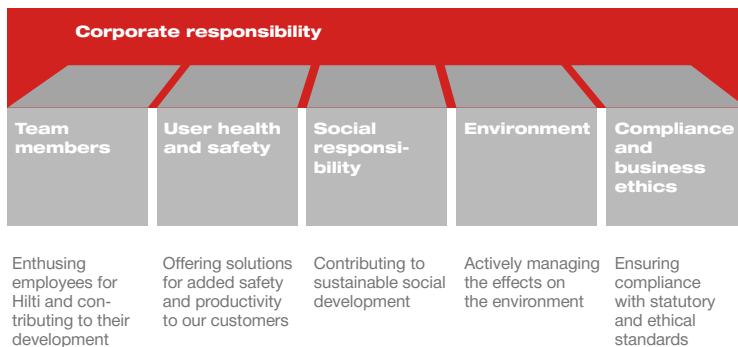 Corporate responsibility
Team
members
User health
and safety
Social
responsi-
bility
Environment
Compliance
and
business
ethics
Enthusing
employees for
Hilti and con-
tributing to their
development
Offering solutions
for added safety
and productivity
to our customers
Contributing to
sustainable social
development
Actively managing
the effects on
the environment
Ensuring
compliance
with statutory
and ethical
standards